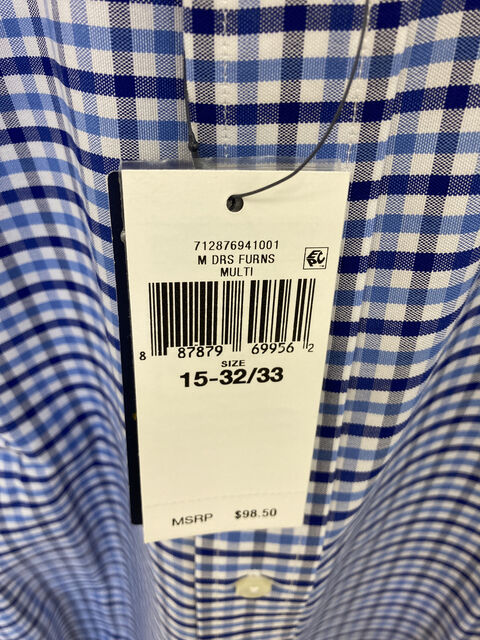 712876941001
M DRS FURNS
MULTI
8 87879 69956 2
SIZE
15-32/33
MSRP $98.50